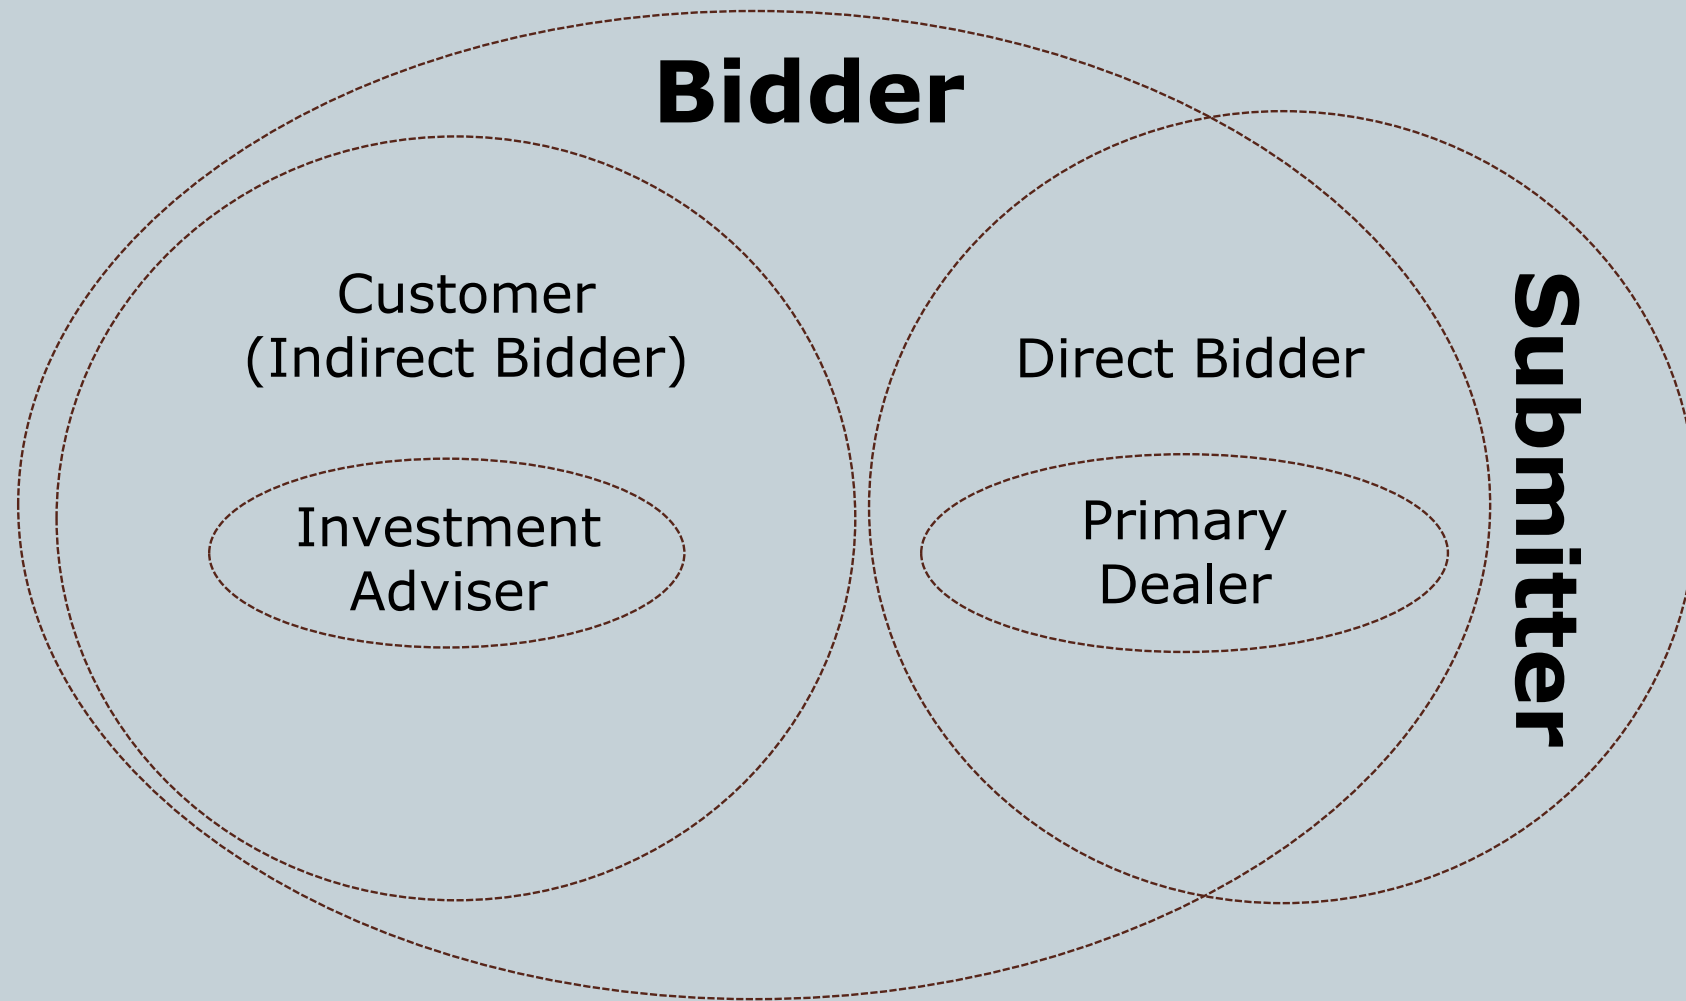 Bidder
Customer
(Indirect Bidder)
Investment
Adviser
Direct Bidder
Primary
Dealer
Submitter